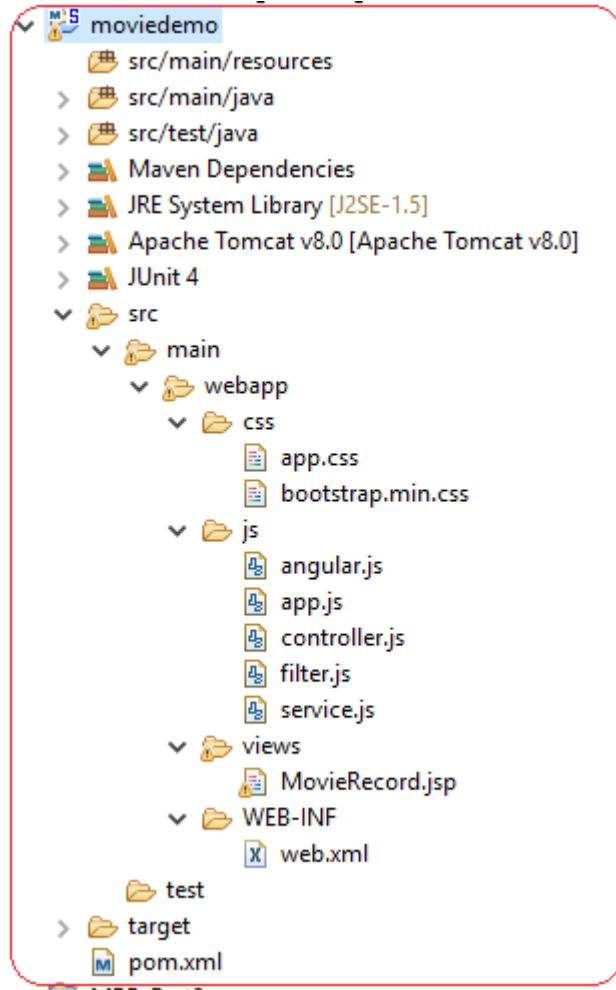 moviedemo
src/main/resources
src/main/java
src/test/java
Maven Dependencies
JRE System Library [J2SE-1.5]
Apache Tomcat v8.0 [Apache Tomcat v8.0]
JUnit 4
src
main
webapp
css
app.css
bootstrap.min.css
js
angular.js
app.js
controller.js
filter.js
service.js
views
MovieRecord.jsp
WEB-INF
web.xml
test
target
pom.xml